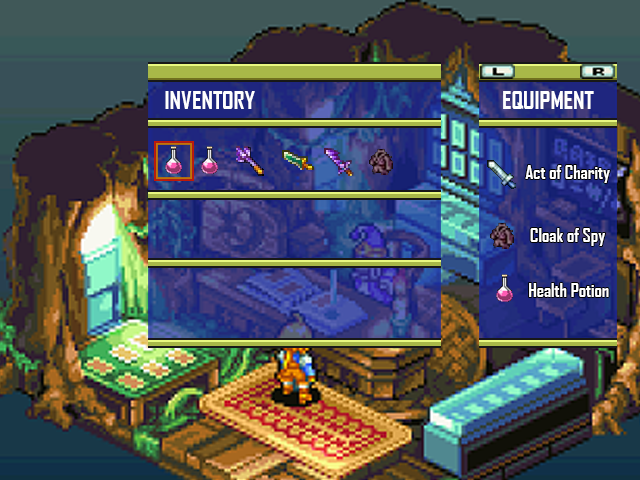 INVENTORY
L R
EQUIPMENT
Act of Charity
Cloak of Spy
Health Potion